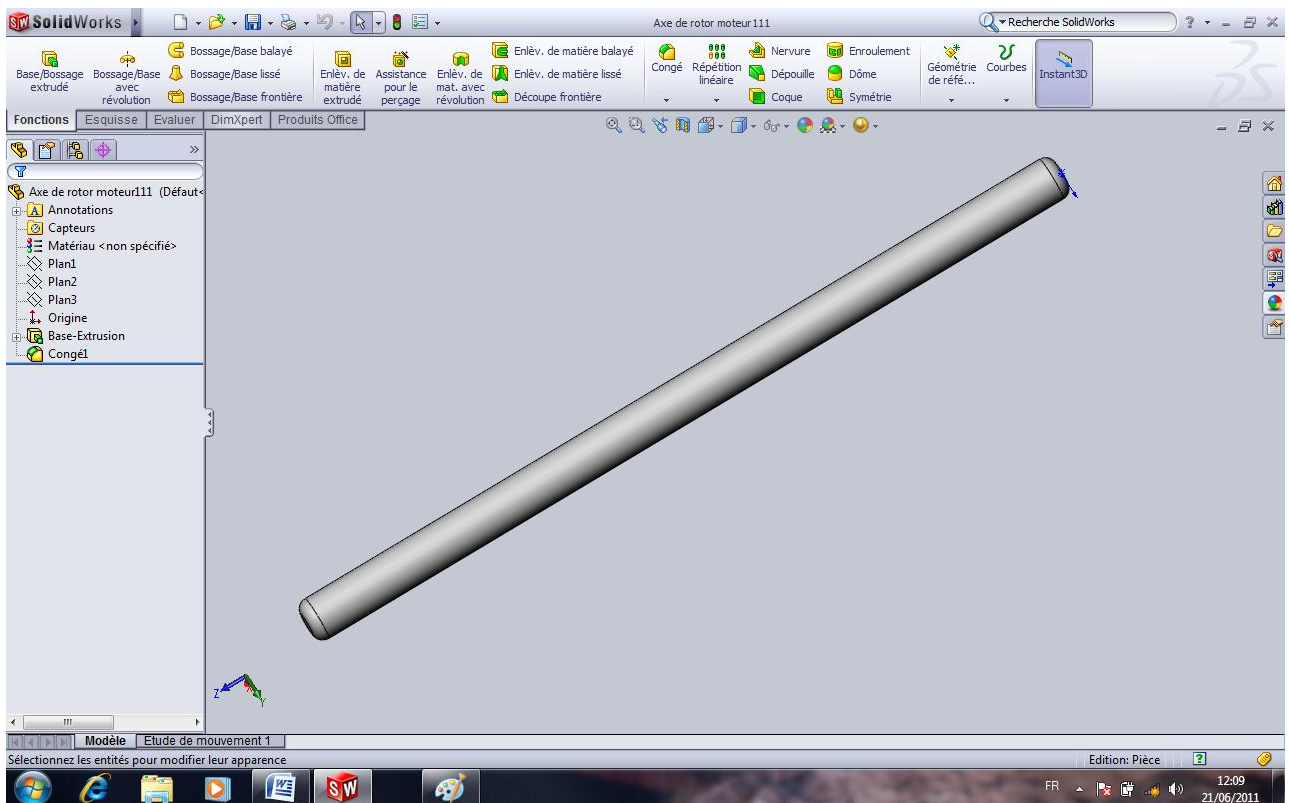 SolidWorks
Axe de rotor moteur111
Recherche SolidWorks
Base/Bossage
extrudé
Bossage/Base
avec
révolution
Bossage/Base balayé
Bossage/Base lissé
Bossage/Base frontière
Enlèv. de
matière
extrudé
Assistance
pour le
perçage
Enlèv. de
mat. avec
révolution
Enlèv. de matière balayé
Enlèv. de matière lissé
Découpe frontière
Congé
Répétition
linéaire
Nervure
Dépouille
Coque
Enroulement
Dôme
Symétrie
Géométrie
de réfé...
Courbes
Instant3D
Fonctions Esquisse Evaluer DimXpert Produits Office
Axe de rotor moteur111 (Défaut<
Annotations
Capteurs
Matériau <non spécifié>
Plan1
Plan2
Plan3
Origine
Base-Extrusion
Congé1
Z
Y
Modèle Etude de mouvement 1
Sélectionnez les entités pour modifier leur apparence
Edition: Pièce
FR
12:09
21/06/2011